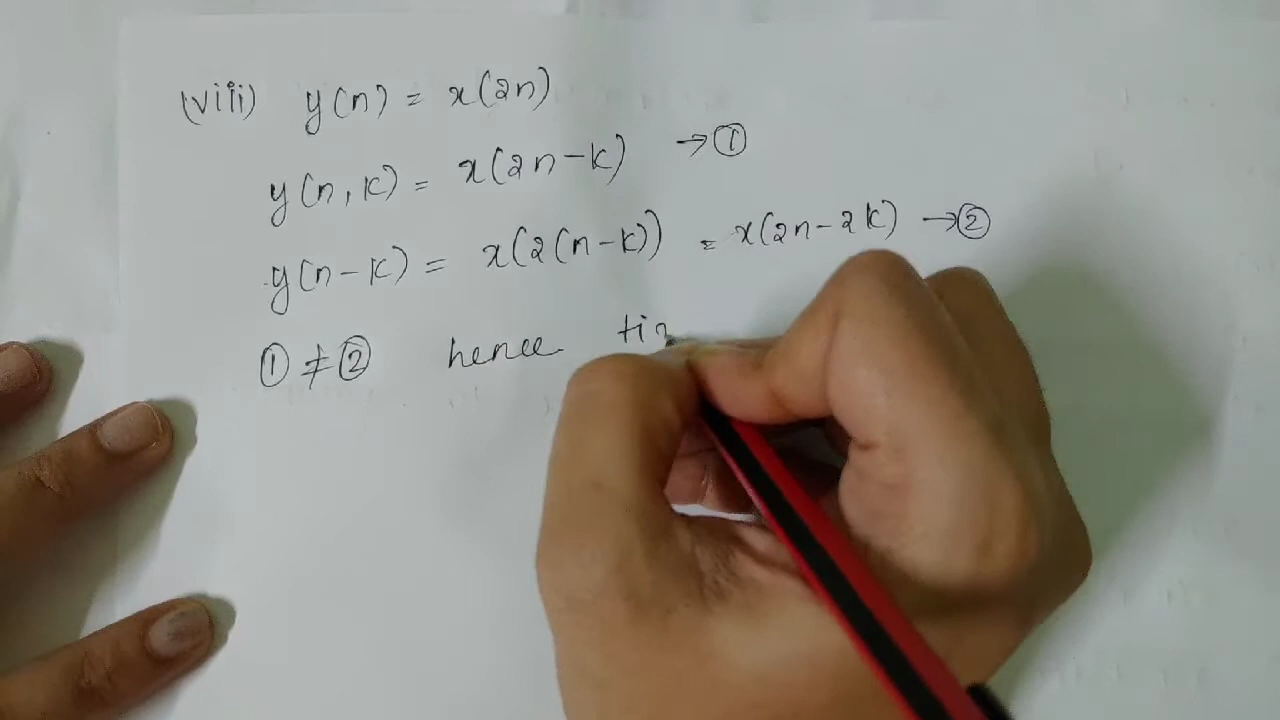 (viii) y(n) = x(2n)
y(n,k) = x(2n-k) →①
y(n-k) = x(2(n-k)) = x(2n-2k) →②
① ≠ ② hence